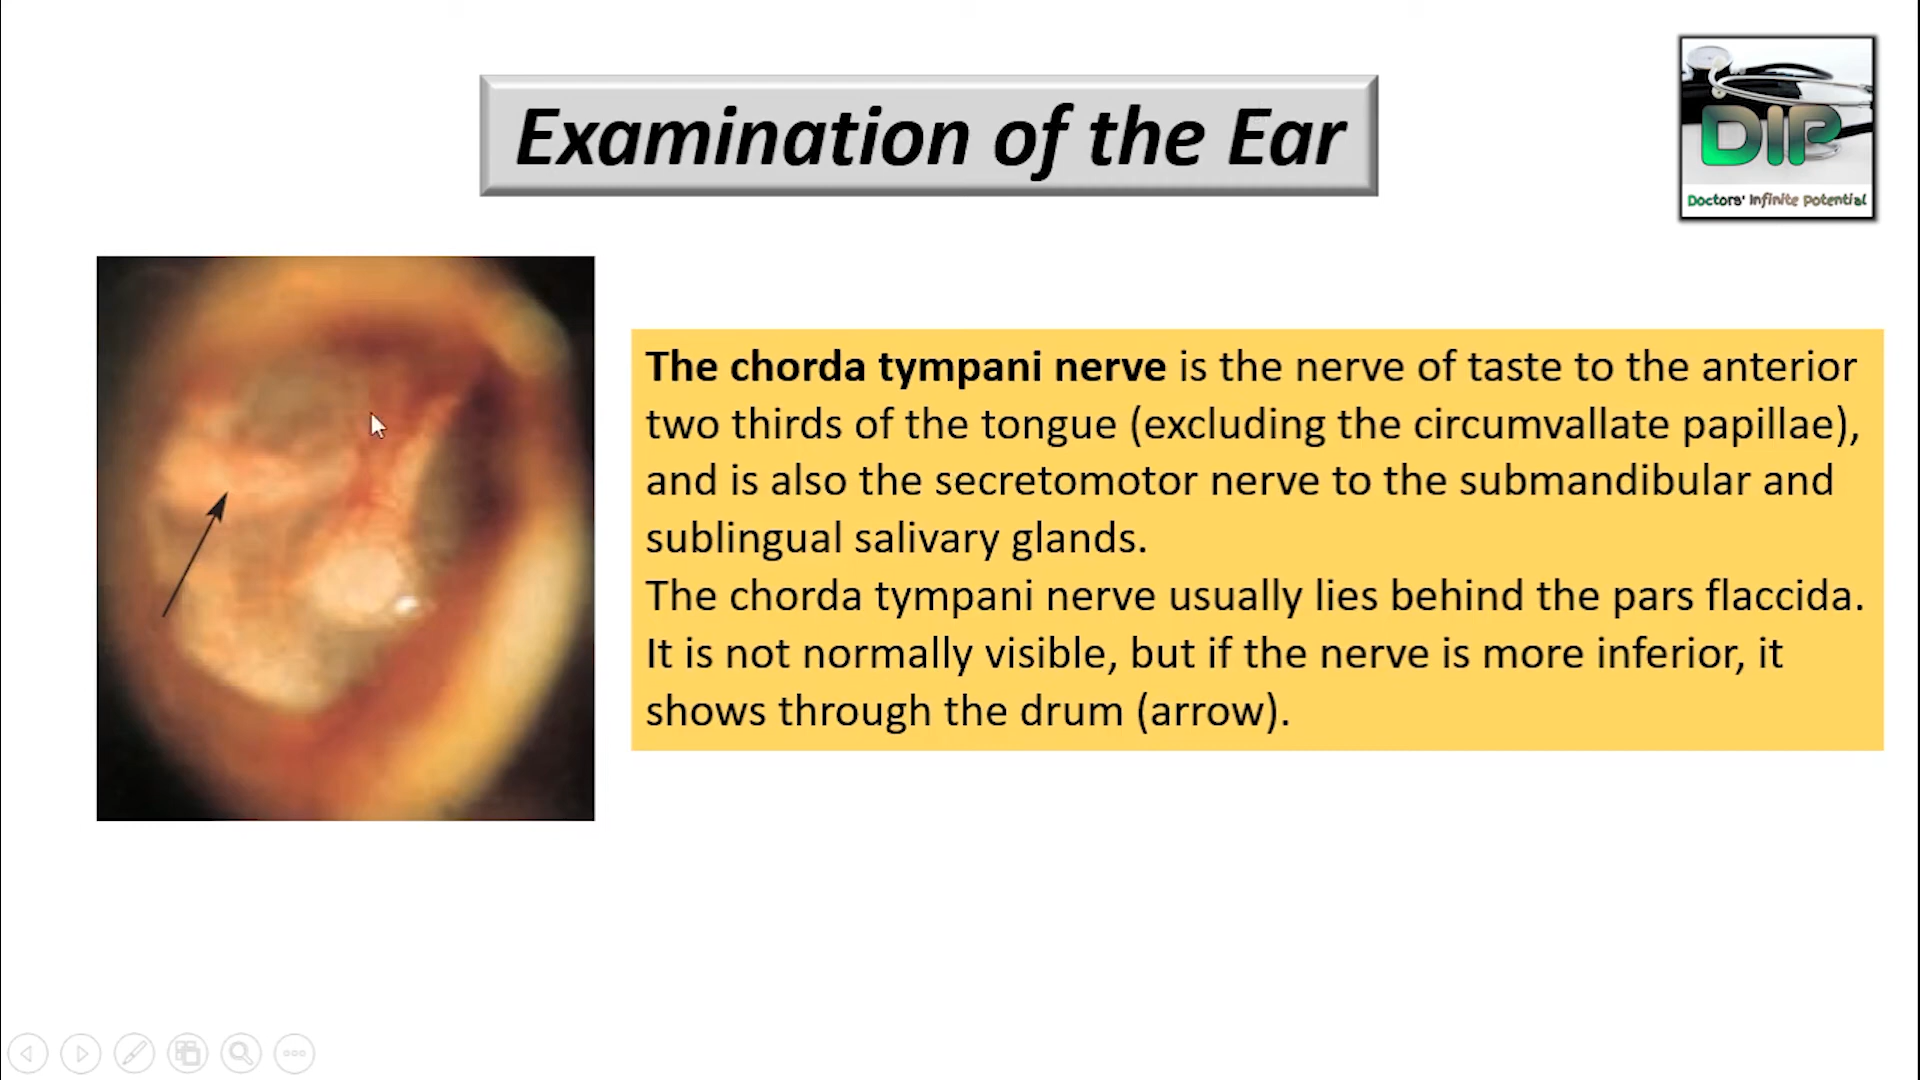 Examination of the Ear
DIP
Doctors' Infinite Potential
The chorda tympani nerve is the nerve of taste to the anterior
two thirds of the tongue (excluding the circumvallate papillae),
and is also the secretomotor nerve to the submandibular and
sublingual salivary glands.
The chorda tympani nerve usually lies behind the pars flaccida.
It is not normally visible, but if the nerve is more inferior, it
shows through the drum (arrow).